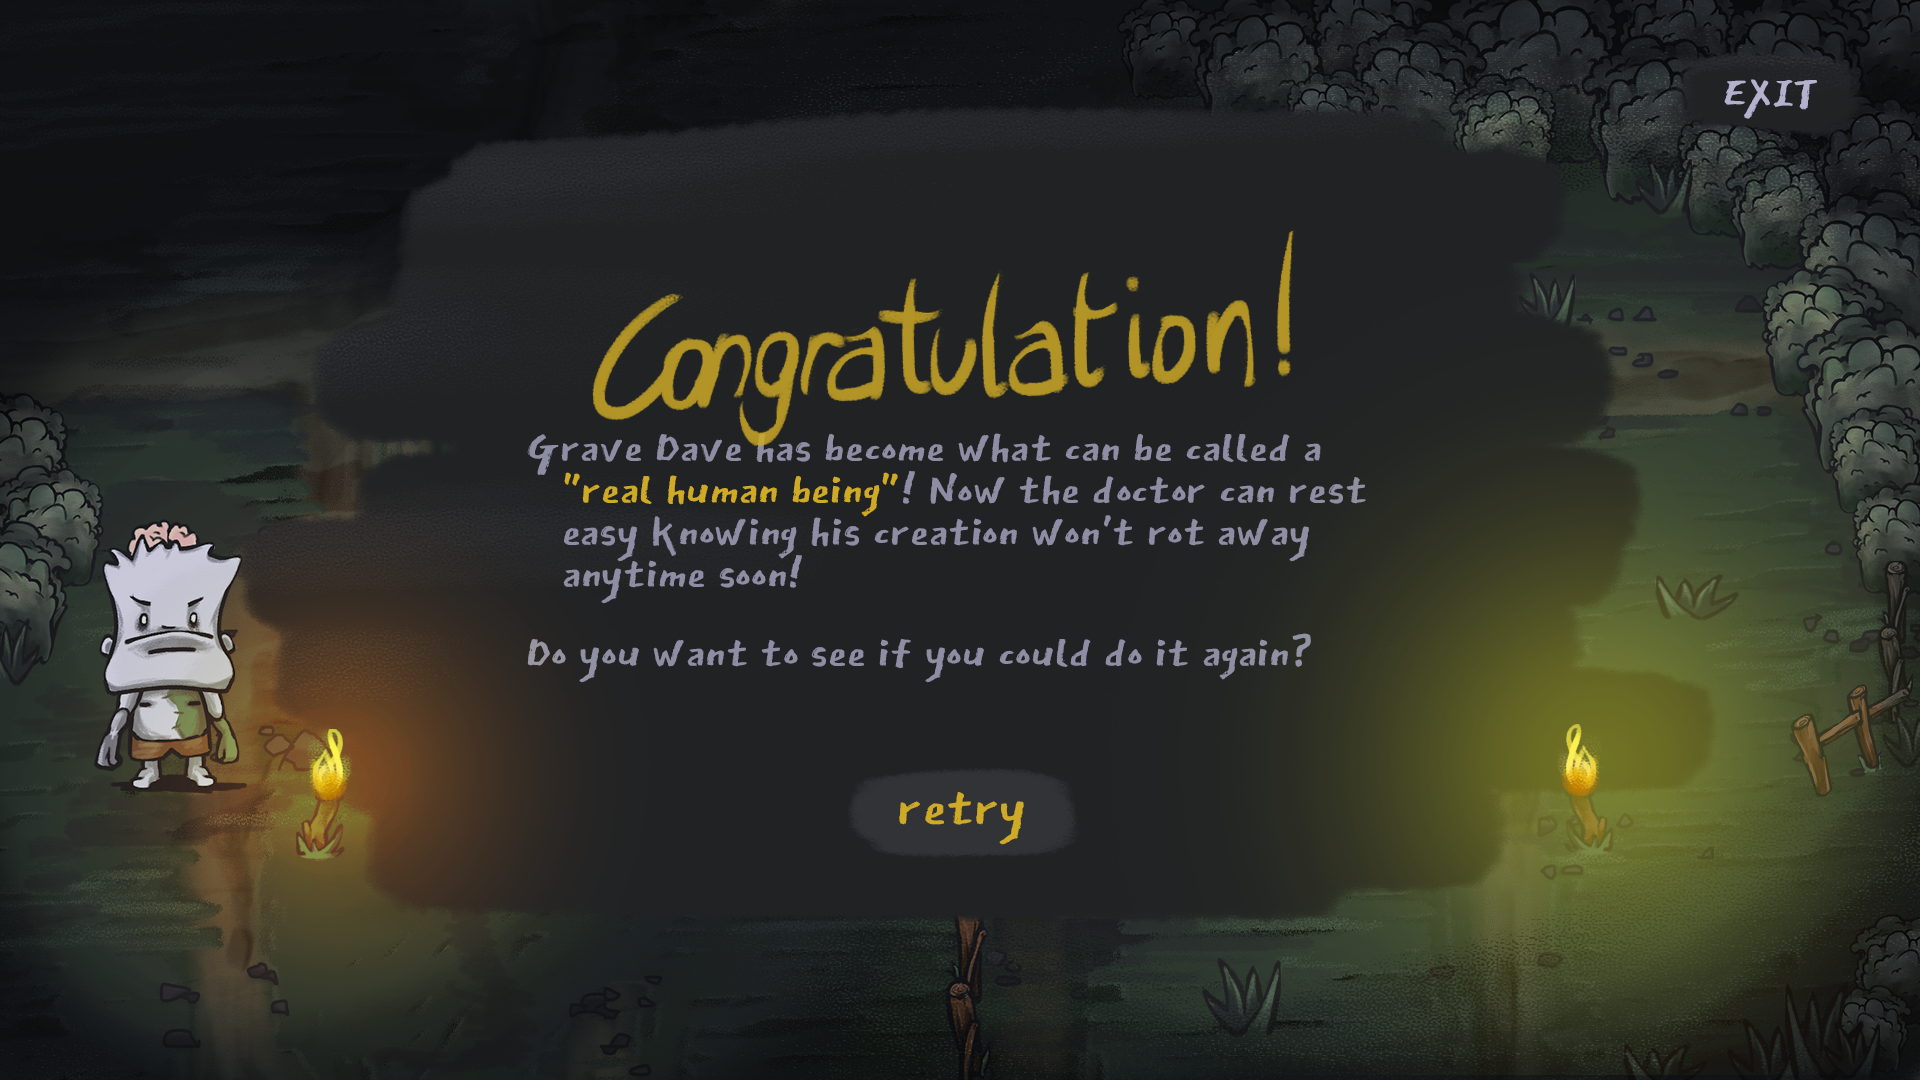 EXIT
Congratulation!
Grave Dave has become what can be called a
"real human being"! Now the doctor can rest
easy knowing his creation won't rot away
anytime soon!
Do you want to see if you could do it again?
retry